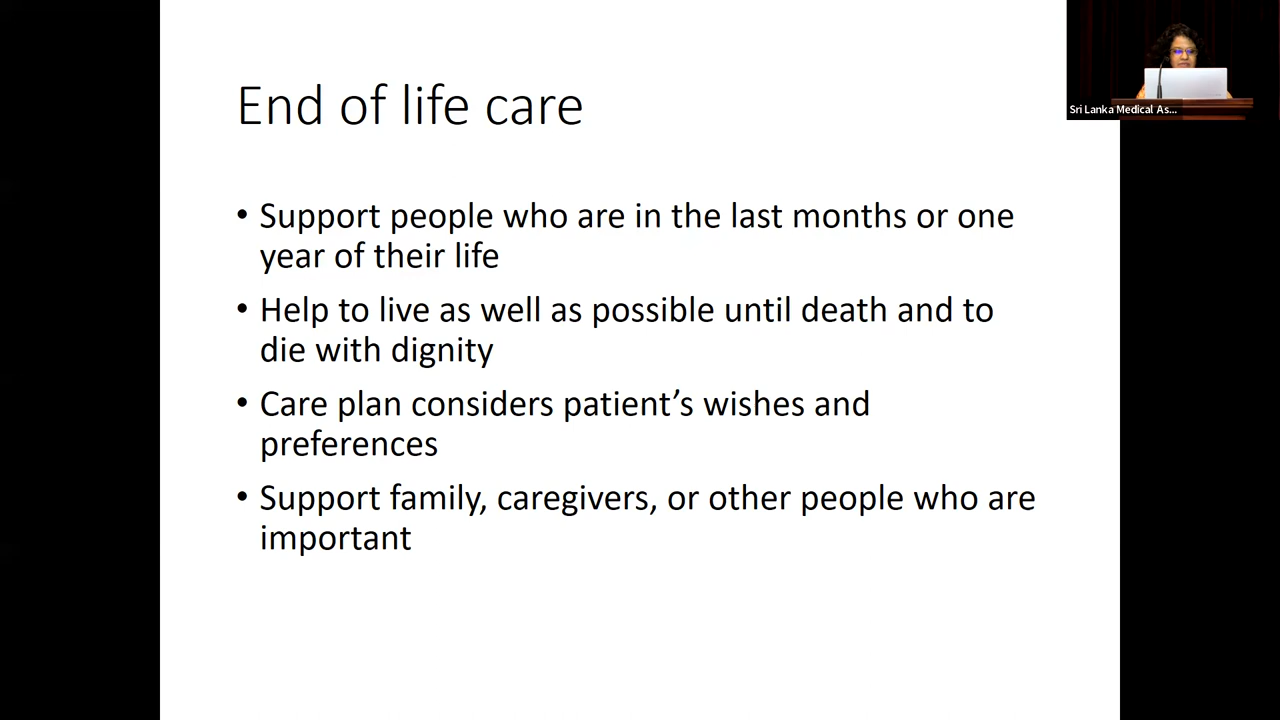 End of life care
• Support people who are in the last months or one
year of their life
• Help to live as well as possible until death and to
die with dignity
• Care plan considers patient’s wishes and
preferences
• Support family, caregivers, or other people who are
important
Sri Lanka Medical As...